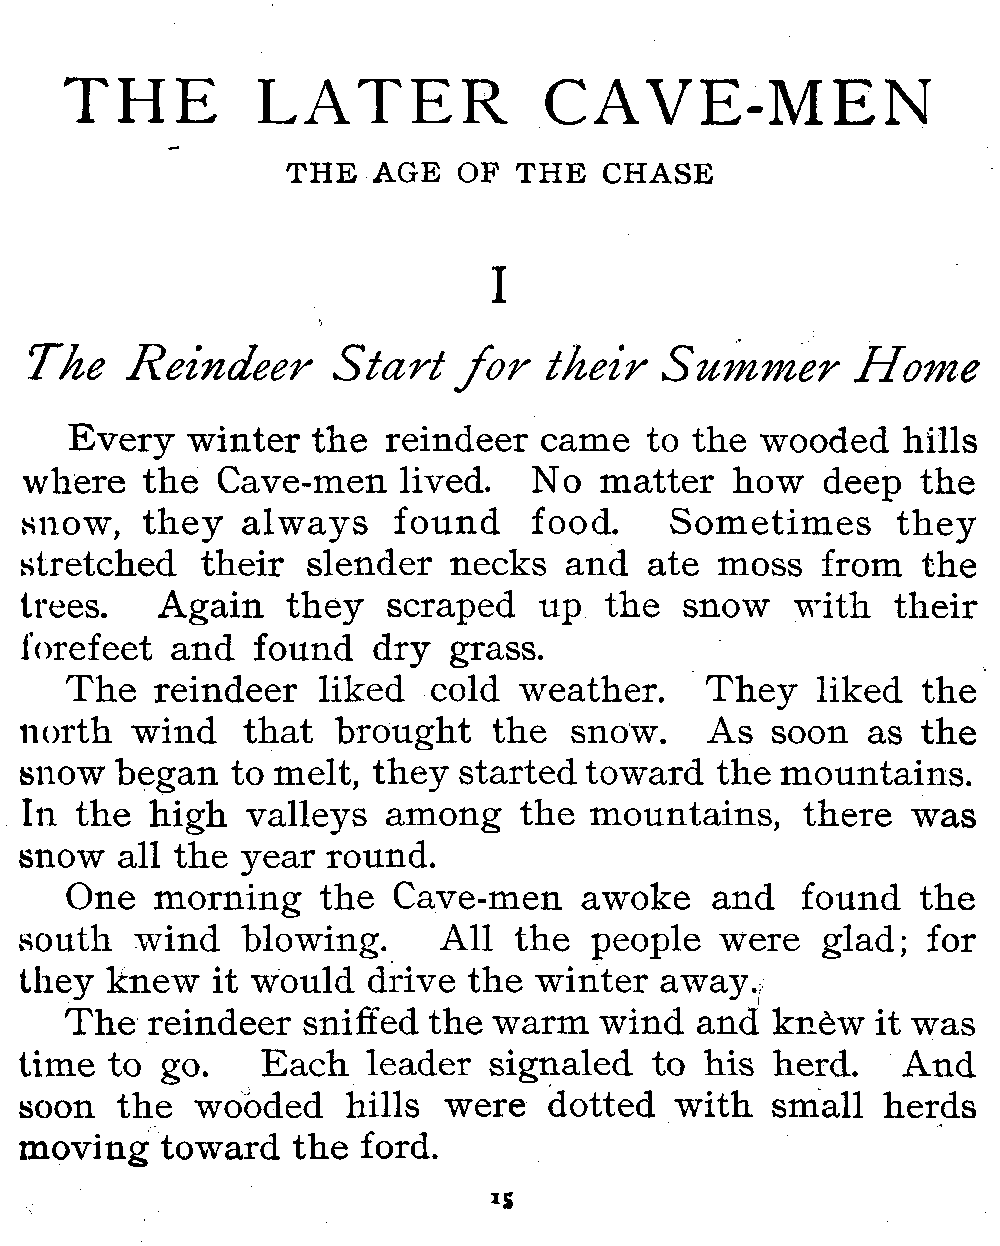 THE LATER CAVE-MEN
THE AGE OF THE CHASE
I
The Reindeer Start for their Summer Home
Every winter the reindeer came to the wooded hills
where the Cave-men lived. No matter how deep the
snow, they always found food. Sometimes they
stretched their slender necks and ate moss from the
trees. Again they scraped up the snow with their
forefeet and found dry grass.
The reindeer liked cold weather. They liked the
north wind that brought the snow. As soon as the
snow began to melt, they started toward the mountains.
In the high valleys among the mountains, there was
snow all the year round.
One morning the Cave-men awoke and found the
south wind blowing. All the people were glad; for
they knew it would drive the winter away.
The reindeer sniffed the warm wind and knew it was
time to go. Each leader signaled to his herd. And
soon the wooded hills were dotted with small herds
moving toward the ford.
15